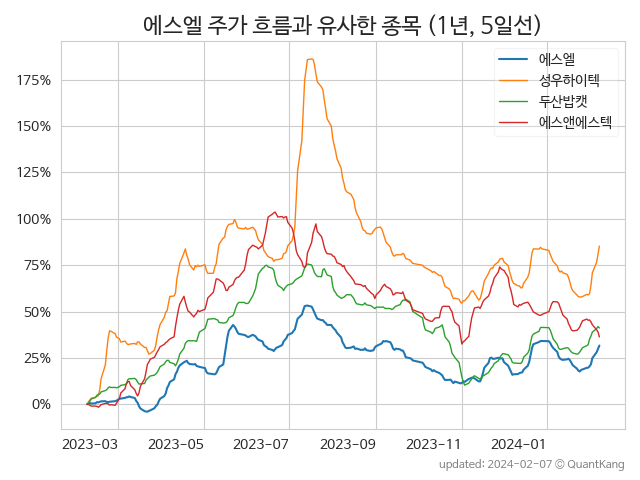 에스엘 주가 흐름과 유사한 종목 (1년, 5일선)
에스엘
성우하이텍
두산밥캣
에스앤에스텍
175%
150%
125%
100%
75%
50%
25%
0%
2023-03 2023-05 2023-07 2023-09 2023-11 2024-01
updated: 2024-02-07 © QuantKang